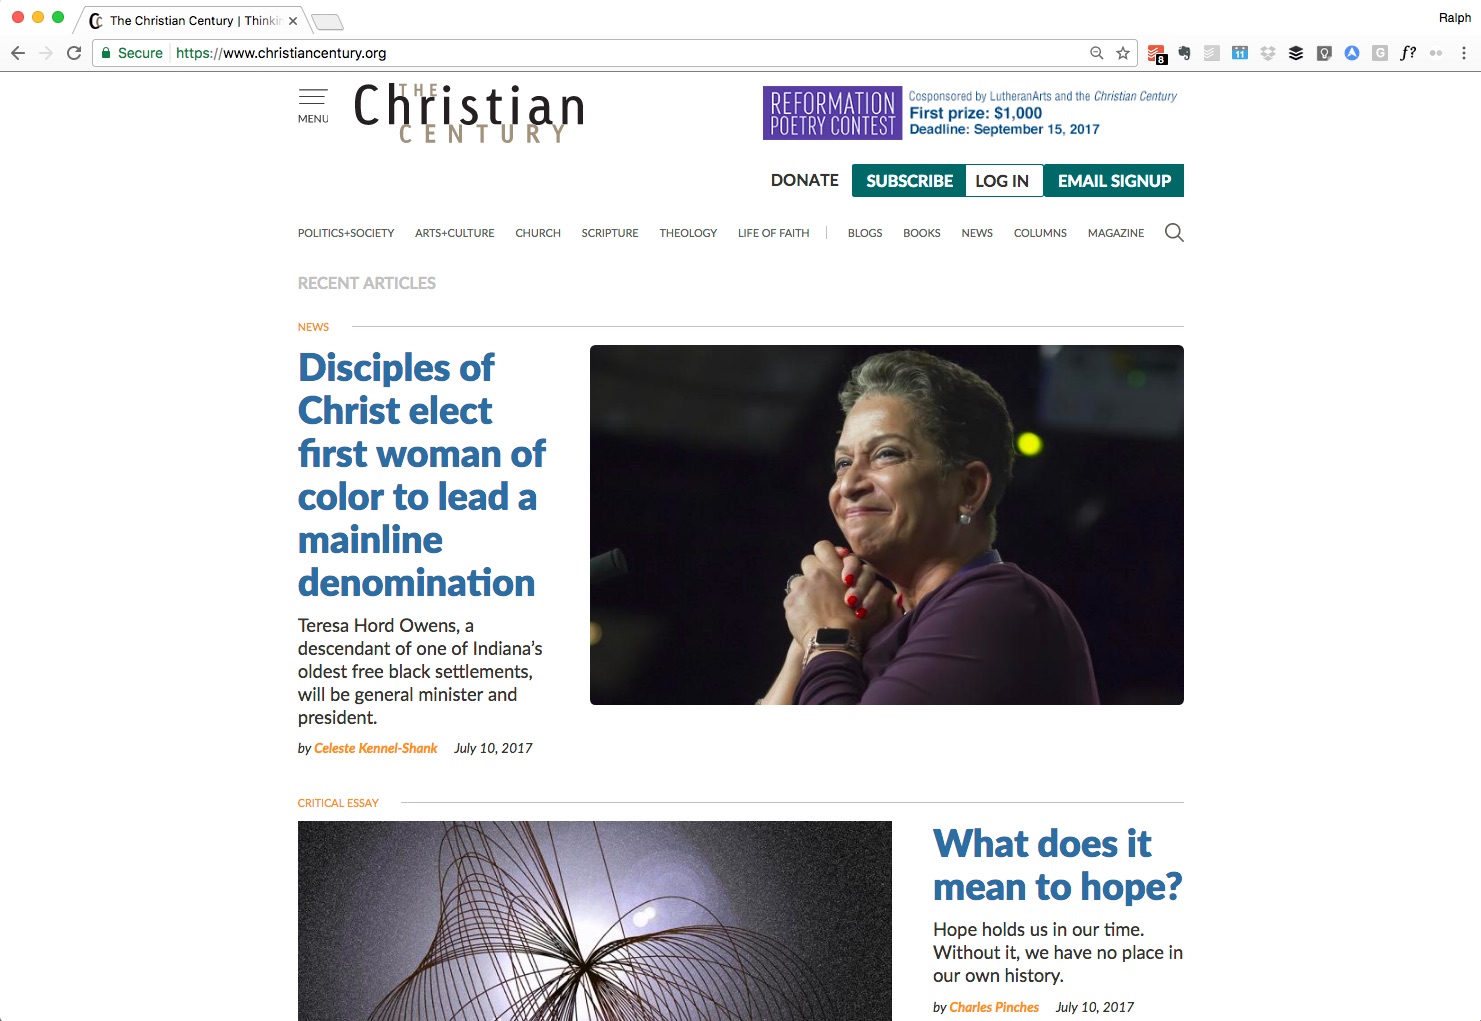 The Christian Century | Thinkin
Ralph
Secure https://www.christiancentury.org
8
11
G
f?
MENU
THE
Christian
CENTURY
REFORMATION
POETRY CONTEST
Cosponsored by LutheranArts and the Christian Century
First prize: $1,000
Deadline: September 15, 2017
DONATE SUBSCRIBE LOG IN EMAIL SIGNUP
POLITICS+SOCIETY ARTS+CULTURE CHURCH SCRIPTURE THEOLOGY LIFE OF FAITH | BLOGS BOOKS NEWS COLUMNS MAGAZINE
RECENT ARTICLES
NEWS
Disciples of
Christ elect
first woman of
color to lead a
mainline
denomination
Teresa Hord Owens, a
descendant of one of Indiana’s
oldest free black settlements,
will be general minister and
president.
by Celeste Kennel-Shank July 10, 2017
CRITICAL ESSAY
What does it
mean to hope?
Hope holds us in our time.
Without it, we have no place in
our own history.
by Charles Pinches July 10, 2017